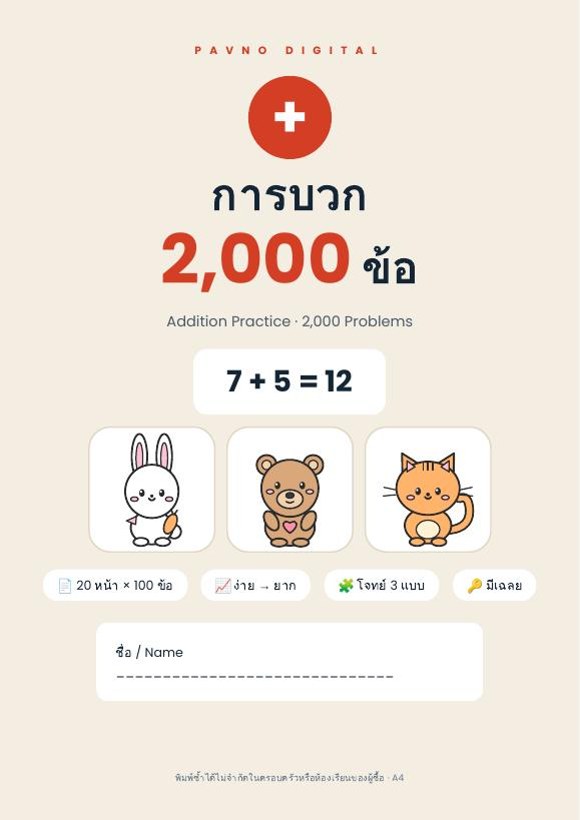 PAVNO DIGITAL
+
การบวก
2,000 ข้อ
Addition Practice · 2,000 Problems
7 + 5 = 12
📄 20 หน้า × 100 ข้อ
📈 ง่าย → ยาก
🧩 โจทย์ 3 แบบ
🔑 มีเฉลย
ชื่อ / Name
พิมพ์ซ้ำได้ไม่จำกัดในครอบครัวหรือห้องเรียนของผู้ซื้อ · A4